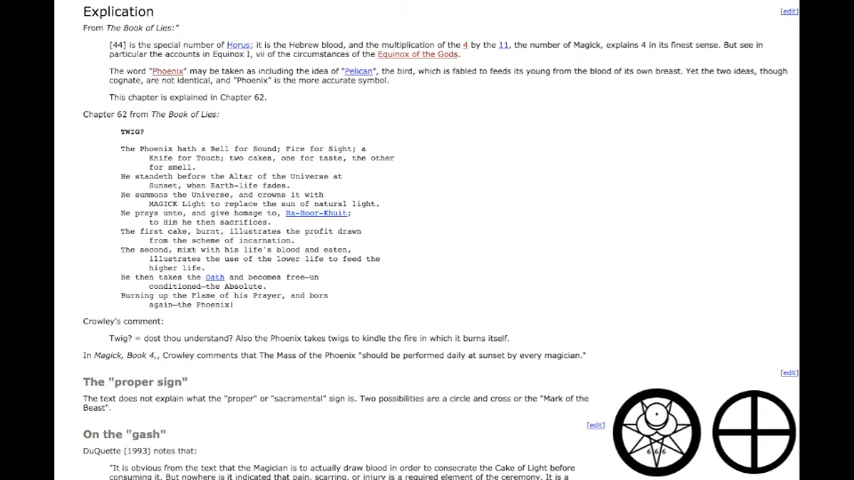 Explication
[edit]
From The Book of Lies:"
[44] is the special number of Horus; it is the Hebrew blood, and the multiplication of the 4 by the 11, the number of Magick, explains 4 in its finest sense. But see in
particular the accounts in Equinox I, vii of the circumstances of the Equinox of the Gods.
The word "Phoenix" may be taken as including the idea of "Pelican", the bird, which is fabled to feeds its young from the blood of its own breast. Yet the two ideas, though
cognate, are not identical, and "Phoenix" is the more accurate symbol.
This chapter is explained in Chapter 62.
Chapter 62 from The Book of Lies:
TWIG?
The Phoenix hath a Bell for Sound; Fire for Sight; a
Knife for Touch; two cakes, one for taste, the other
for smell.
He standeth before the Altar of the Universe at
Sunset, when Earth-life fades.
He summons the Universe, and crowns it with
MAGICK Light to replace the sun of natural light.
He prays unto, and give homage to, Ra-Hoor-Khuit;
to Him he then sacrifices.
The first cake, burnt, illustrates the profit drawn
from the scheme of incarnation.
The second, mixt with his life's blood and eaten,
illustrates the use of the lower life to feed the
higher life.
He then takes the Oath and becomes free—un
conditioned—the Absolute.
Burning up the Flame of his Prayer, and born
again—the Phoenix!
Crowley's comment:
Twig? = dost thou understand? Also the Phoenix takes twigs to kindle the fire in which it burns itself.
In Magick, Book 4,, Crowley comments that The Mass of the Phoenix "should be performed daily at sunset by every magician."
[edit]
The "proper sign"
The text does not explain what the "proper" or "sacramental" sign is. Two possibilities are a circle and cross or the "Mark of the
Beast".
[edit]
On the "gash"
DuQuette (1993) notes that:
"It is obvious from the text that the Magician is to actually draw blood in order to consecrate the Cake of Light before
consuming it. But nowhere is it indicated that pain, scarring, or injury is a required element of the ceremony. It is a
6 6 6